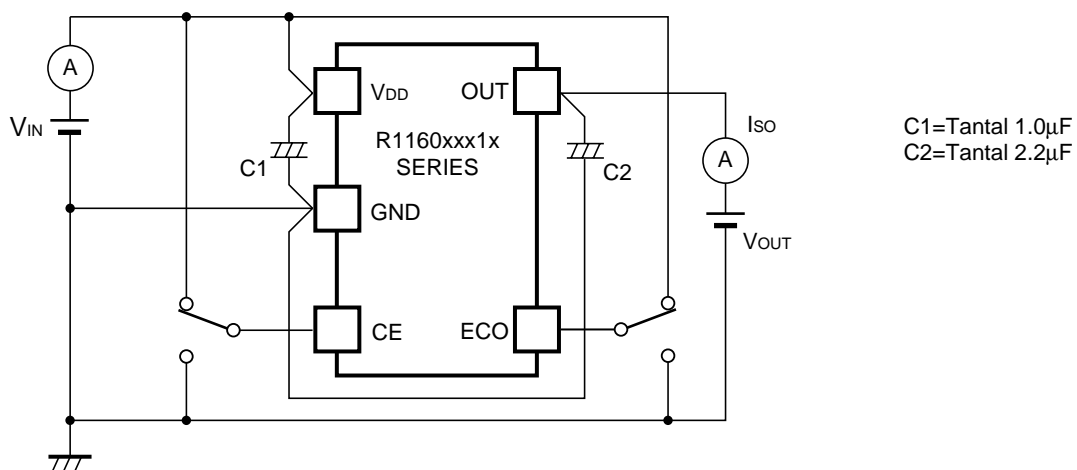 A
VIN
VDD
OUT
R1160xxx1x
SERIES
C1
C2
ISO
A
C1=Tantal 1.0μF
C2=Tantal 2.2μF
GND
VOUT
CE
ECO